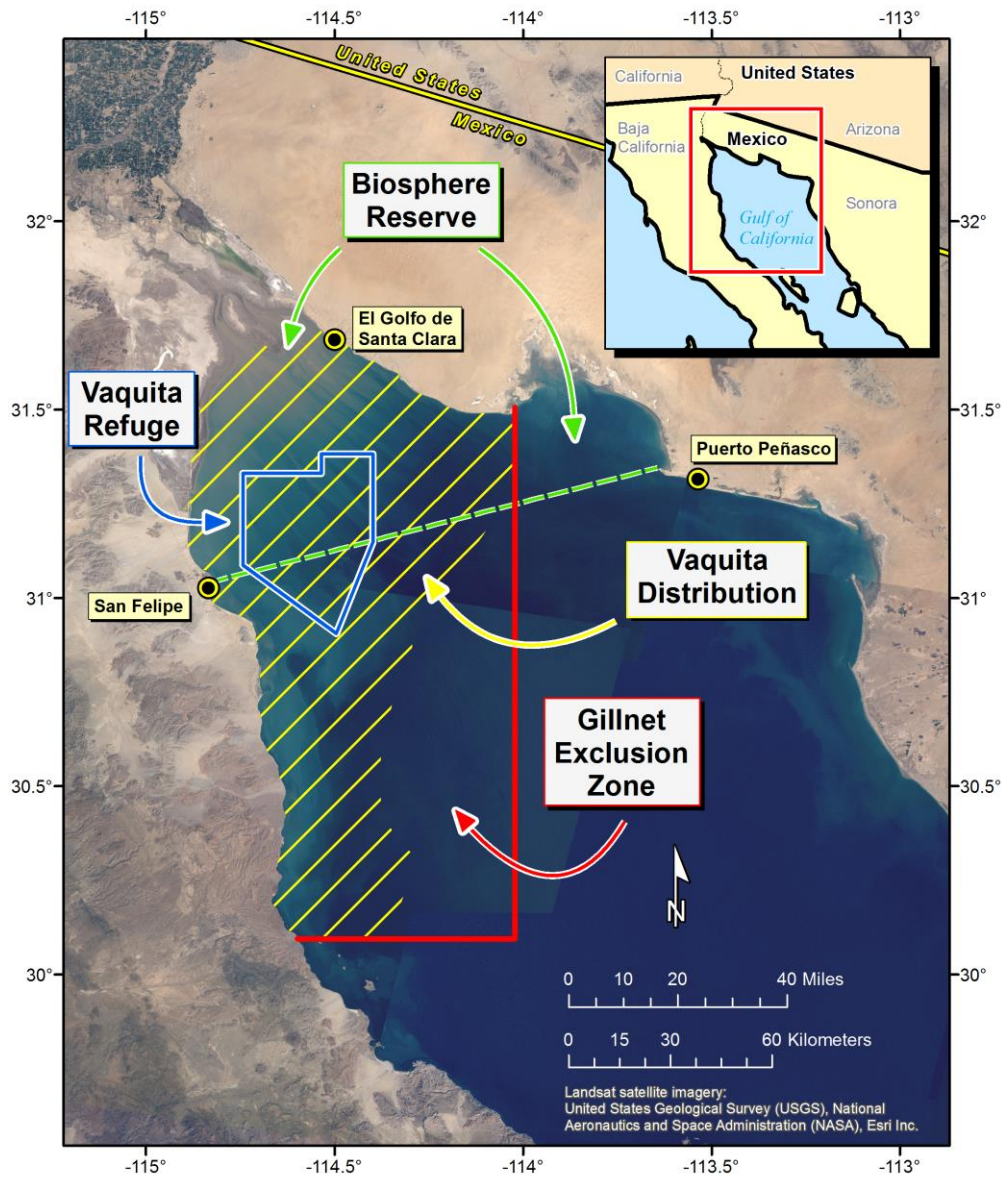 -115°
-114.5°
-114°
-113.5°
-113°
United States
Mexico
California
United States
Baja
California
Mexico
Arizona
Sonora
Gulf of
California
Biosphere
Reserve
32°
32°
El Golfo de
Santa Clara
Vaquita
Refuge
31.5°
31.5°
Puerto Peñasco
San Felipe
Vaquita
Distribution
31°
31°
Gillnet
Exclusion
Zone
30.5°
30.5°
N
30°
30°
0 10 20 40 Miles
0 15 30 60 Kilometers
Landsat satellite imagery:
United States Geological Survey (USGS), National
Aeronautics and Space Administration (NASA), Esri Inc.
-115°
-114.5°
-114°
-113.5°
-113°